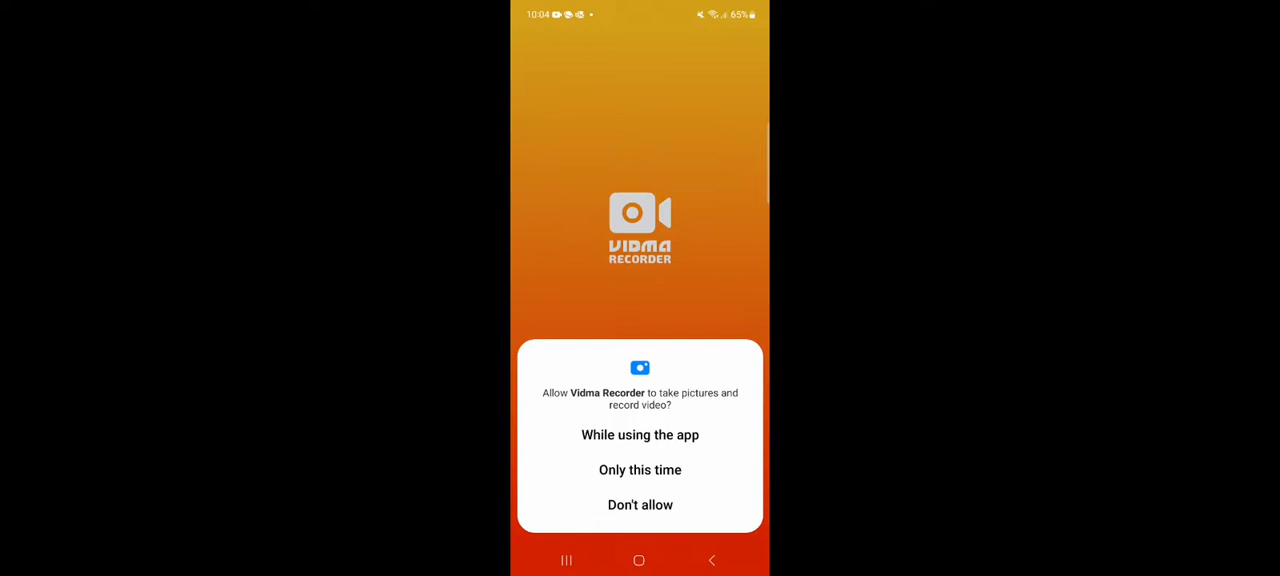 10:04
65%
VIDMA
RECORDER
Allow Vidma Recorder to take pictures and
record video?
While using the app
Only this time
Don't allow